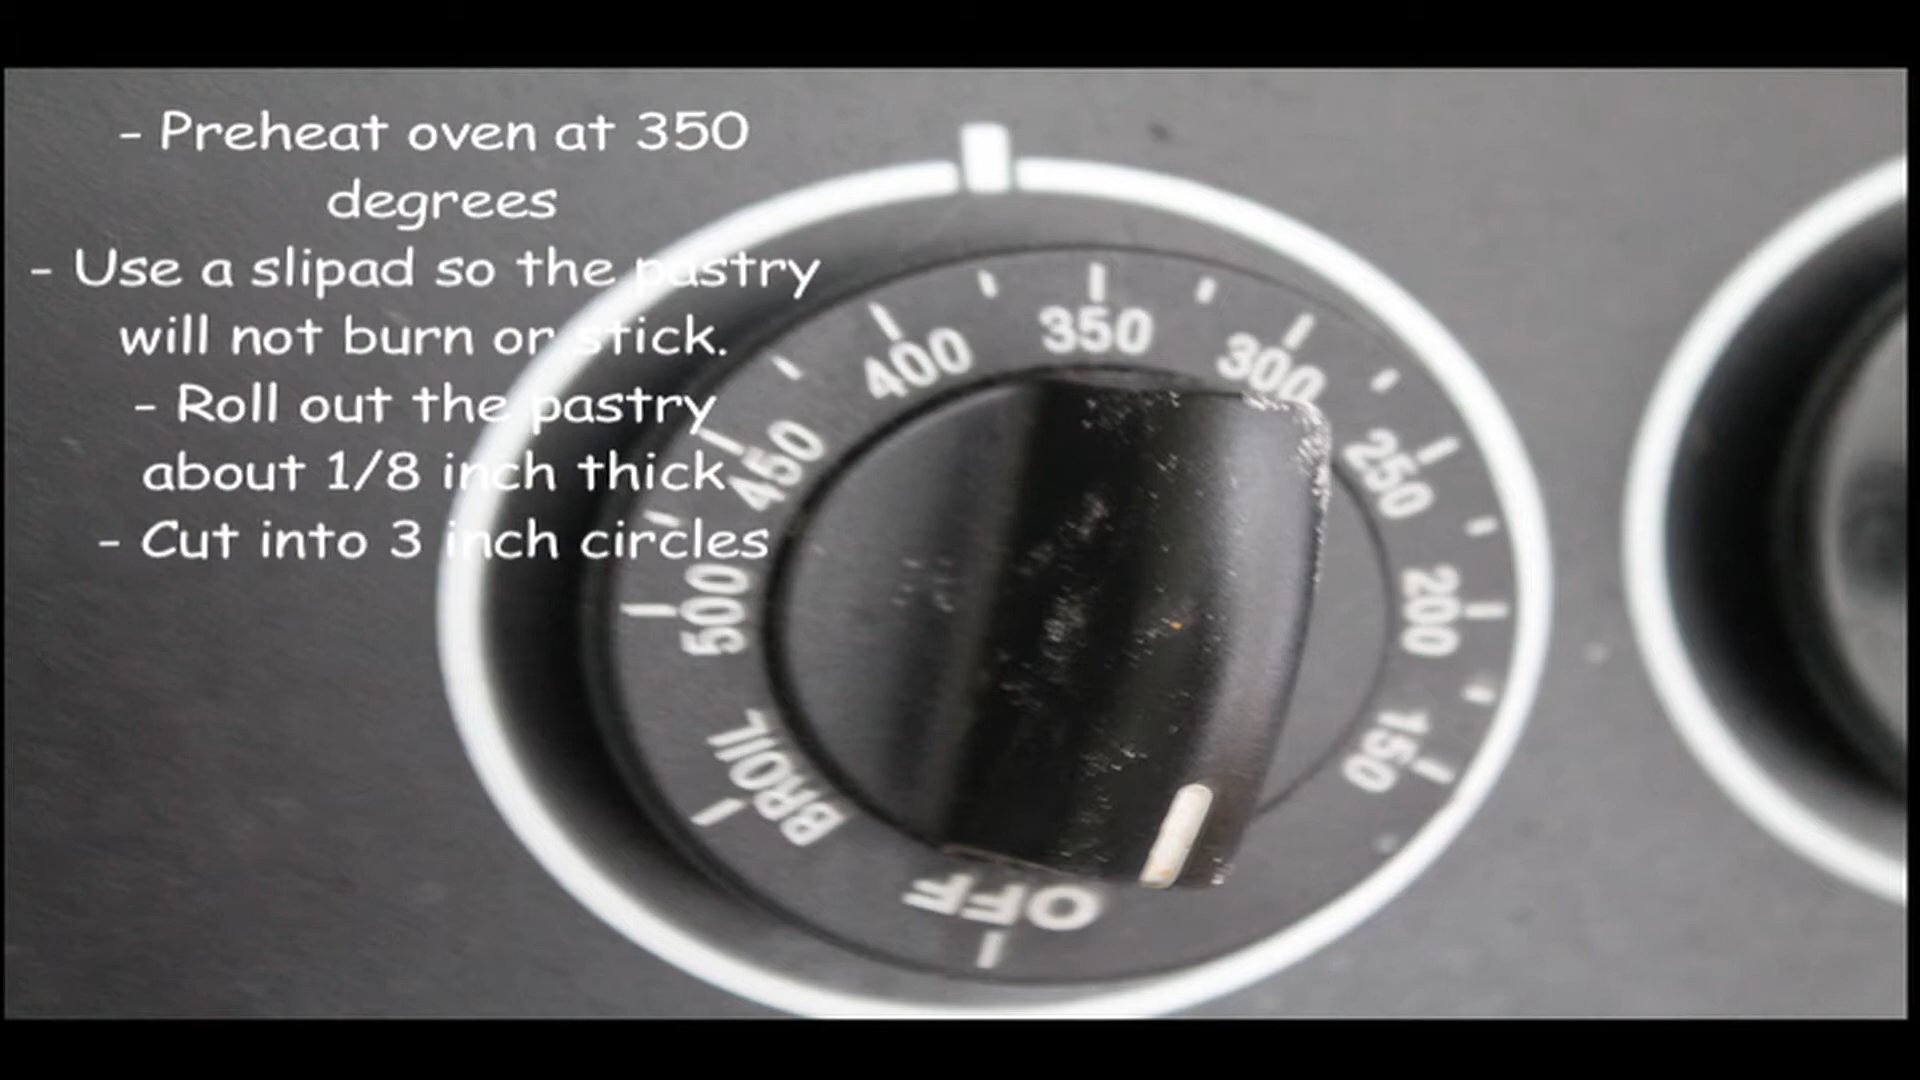 - Preheat oven at 350
degrees
- Use a slipad so the pastry
will not burn or stick.
- Roll out the pastry
about 1/8 inch thick
- Cut into 3 inch circles
350
400
300
450
250
500
200
BROIL
150
OFF